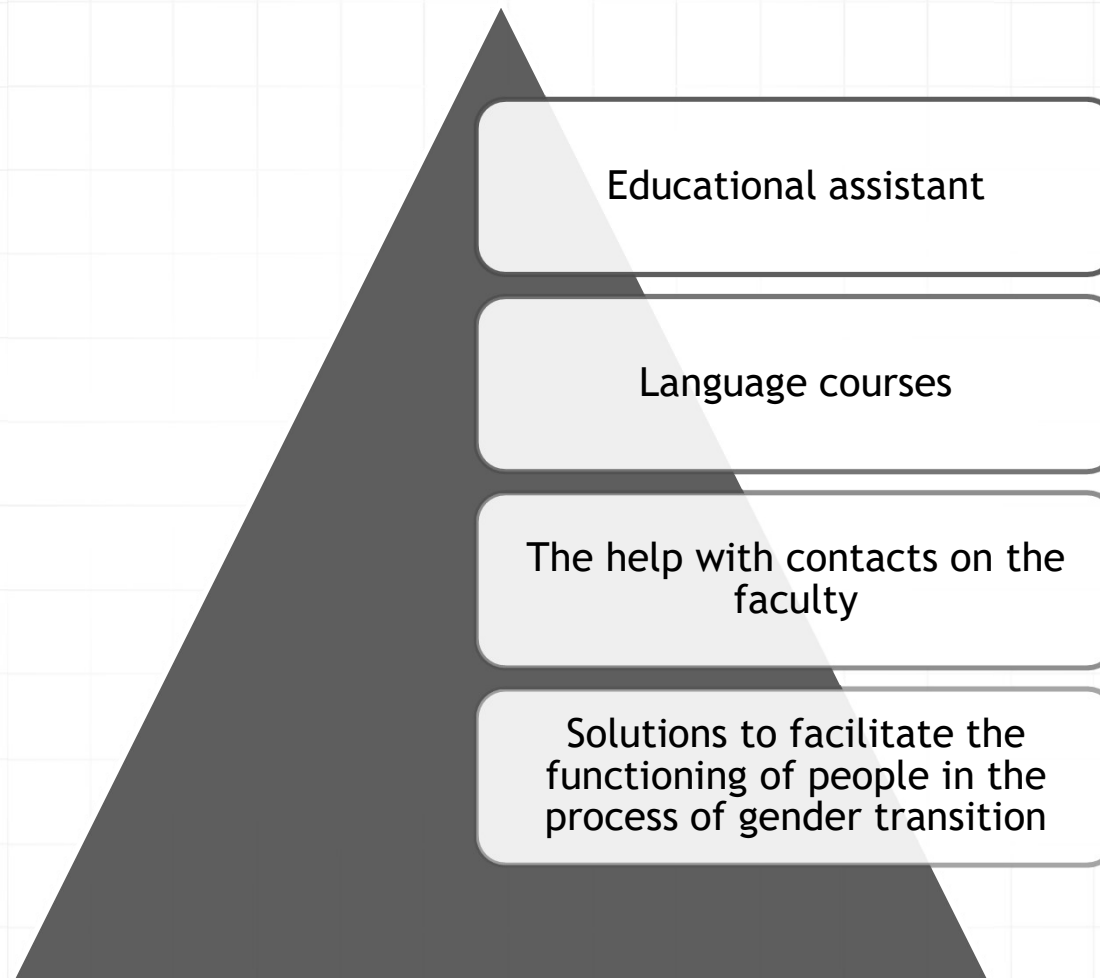 Educational assistant
Language courses
The help with contacts on the
faculty
Solutions to facilitate the
functioning of people in the
process of gender transition